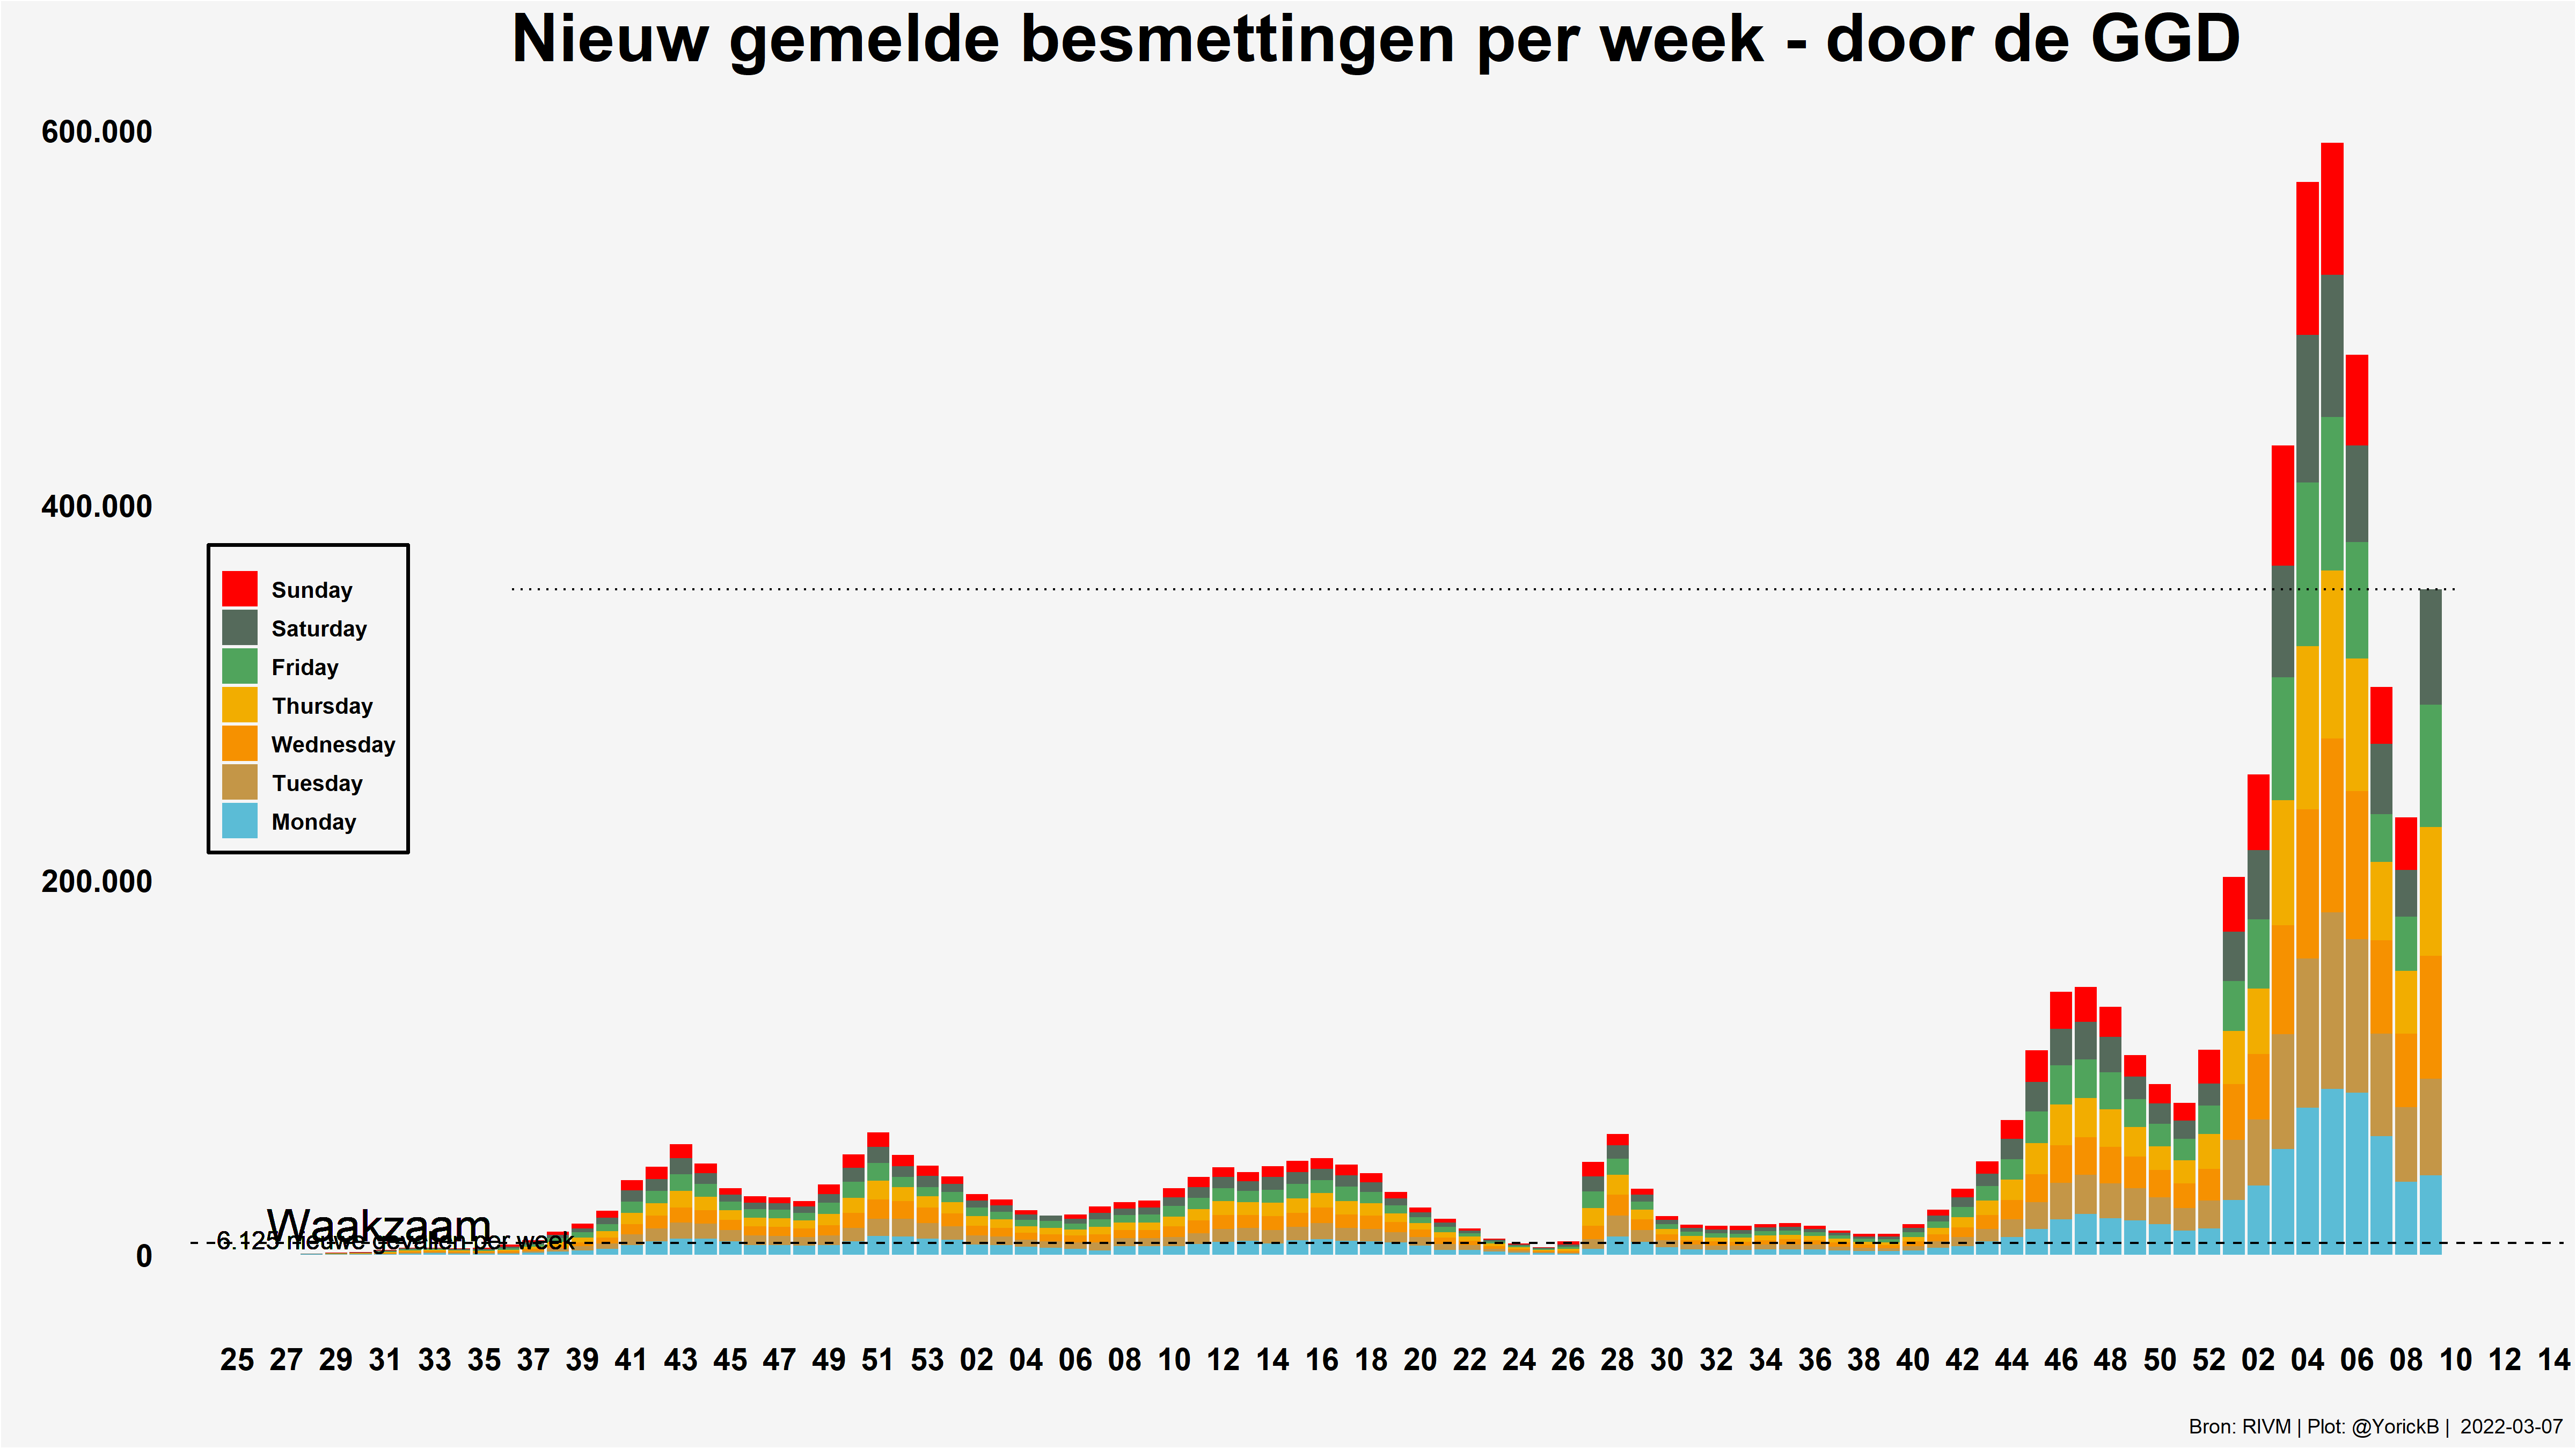 Nieuw gemelde besmettingen per week - door de GGD
600.000
400.000
200.000
0
Sunday
Saturday
Friday
Thursday
Wednesday
Tuesday
Monday
Waakzaam
6.125 nieuwe gevallen per week
25 27 29 31 33 35 37 39 41 43 45 47 49 51 53 02 04 06 08 10 12 14 16 18 20 22 24 26 28 30 32 34 36 38 40 42 44 46 48 50 52 02 04 06 08 10 12 14
Bron: RIVM | Plot: @YorickB | 2022-03-07